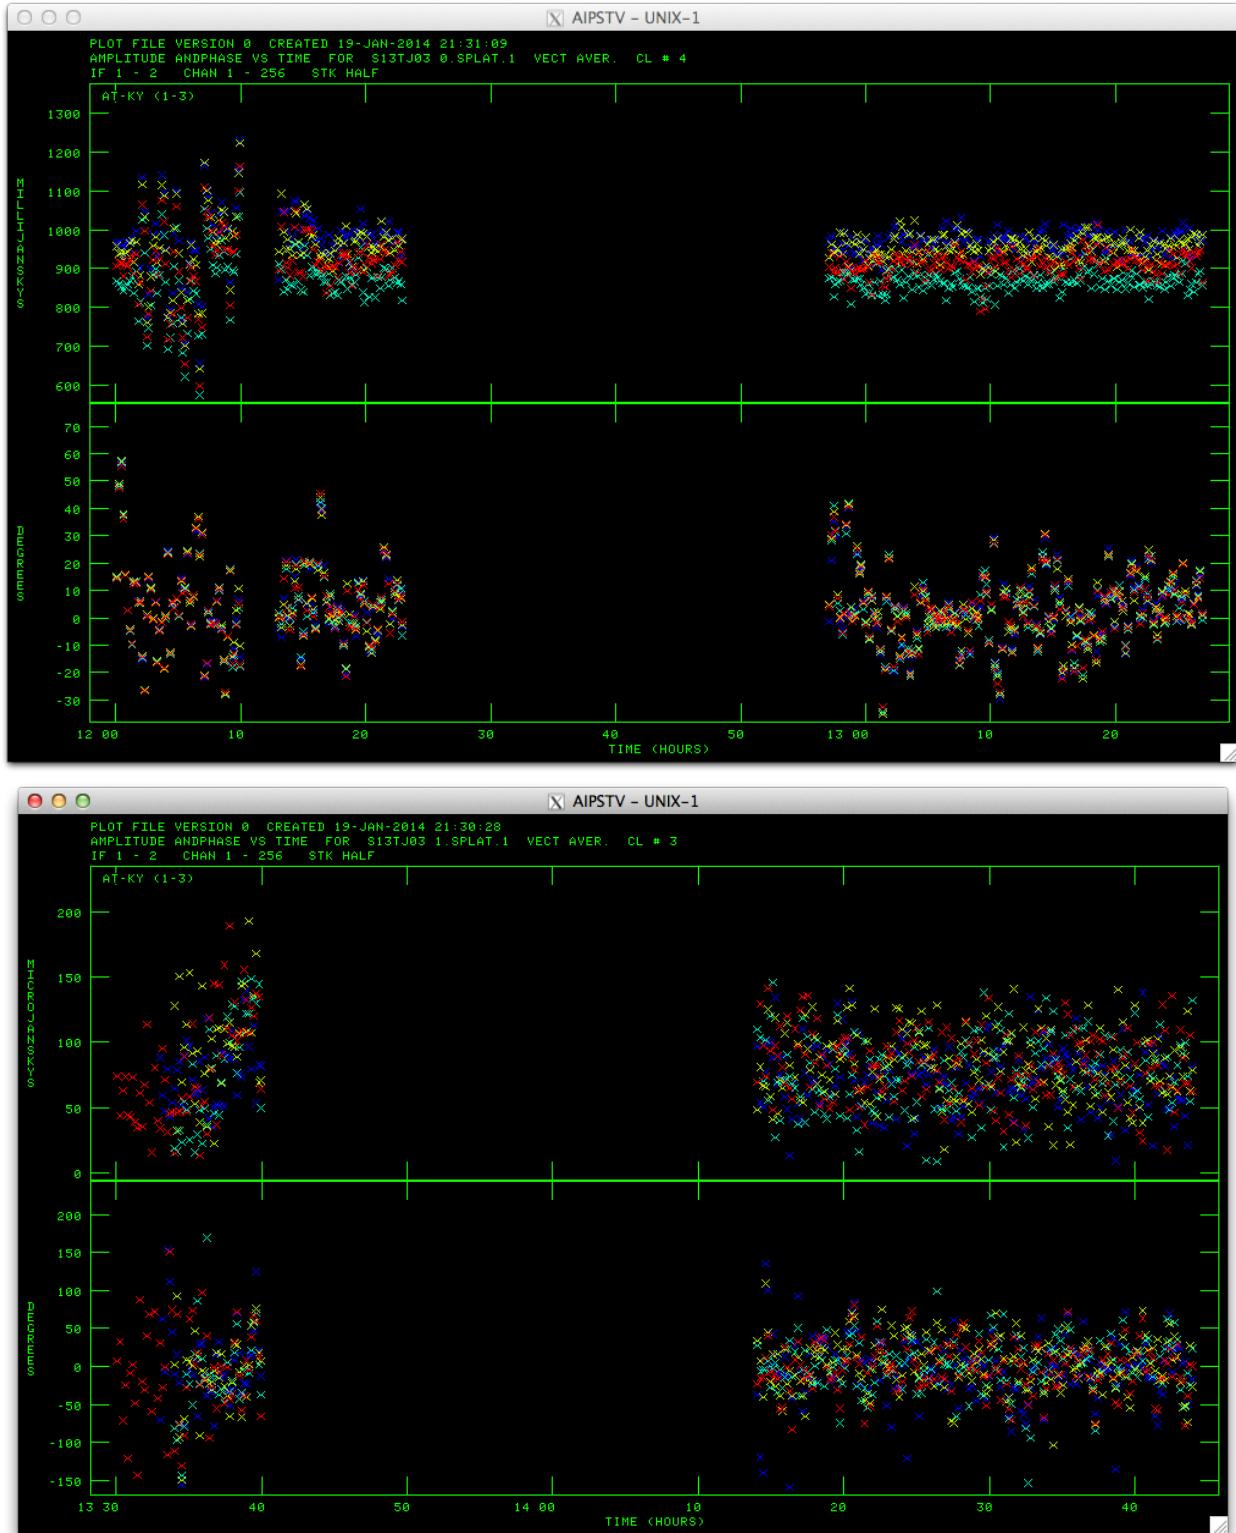 AIPSTV – UNIX–1
PLOT FILE VERSION 0 CREATED 19-JAN-2014 21:31:09
AMPLITUDE ANDPHASE VS TIME FOR S13TJ03 0.SPLAT.1 VECT AVER. CL # 4
IF 1 - 2 CHAN 1 - 256 STK HALF
AT-KY (1-3)
1300
1200
1100
1000
900
800
700
600
MILLIJANSKYS
70
60
50
40
30
20
10
0
-10
-20
-30
DEGREES
12 00 10 20 30 40 50 13 00 10 20
TIME (HOURS)
AIPSTV – UNIX–1
PLOT FILE VERSION 0 CREATED 19-JAN-2014 21:30:28
AMPLITUDE ANDPHASE VS TIME FOR S13TJ03 1.SPLAT.1 VECT AVER. CL # 3
IF 1 - 2 CHAN 1 - 256 STK HALF
AT-KY (1-3)
200
150
100
50
0
MICROJANSKYS
200
150
100
50
0
-50
-100
-150
DEGREES
13 30 40 50 14 00 10 20 30 40
TIME (HOURS)